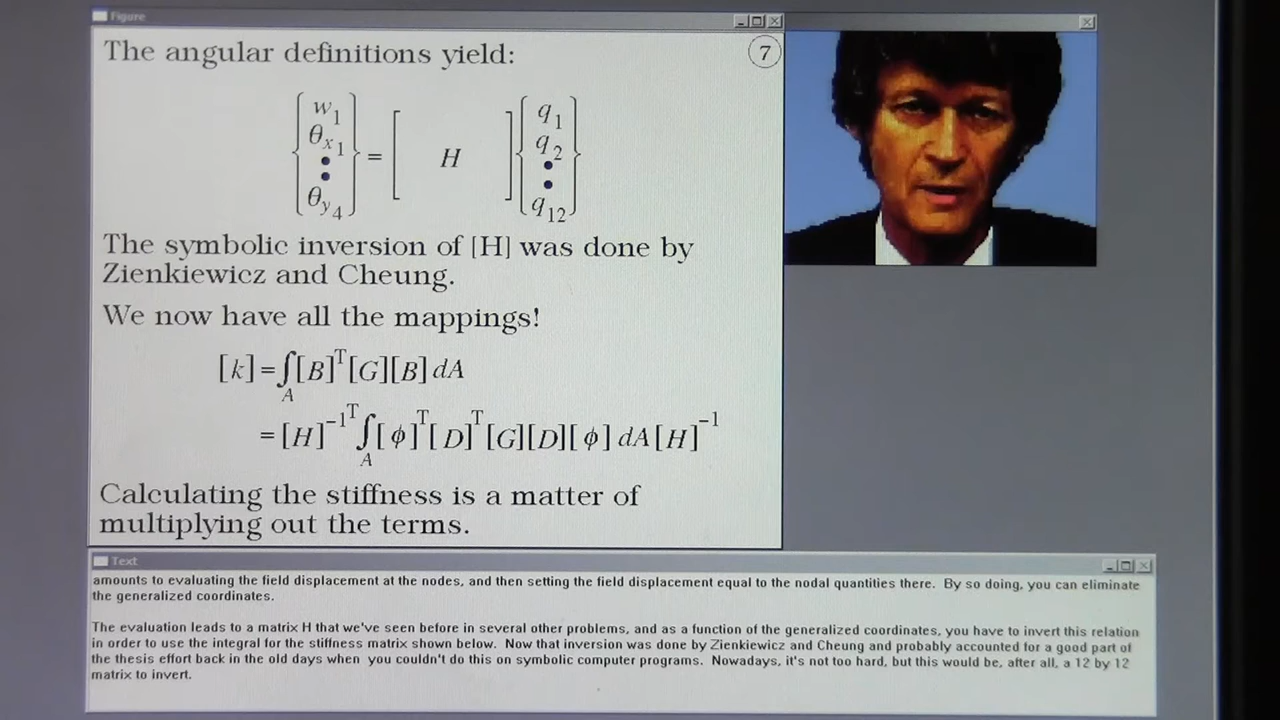 Figure
The angular definitions yield:
7
{w1 θx1 • • θy4} = [ H ] {q1 q2 • • q12}
The symbolic inversion of [H] was done by
Zienkiewicz and Cheung.
We now have all the mappings!
[k] = ∫A [B]ᵀ[G][B] dA
= [H]⁻¹ᵀ ∫A [ϕ]ᵀ[D]ᵀ[G][D][ϕ] dA [H]⁻¹
Calculating the stiffness is a matter of
multiplying out the terms.
Text
amounts to evaluating the field displacement at the nodes, and then setting the field displacement equal to the nodal quantities there. By so doing, you can eliminate
the generalized coordinates.
The evaluation leads to a matrix H that we've seen before in several other problems, and as a function of the generalized coordinates, you have to invert this relation
in order to use the integral for the stiffness matrix shown below. Now that inversion was done by Zienkiewicz and Cheung and probably accounted for a good part of
the thesis effort back in the old days when you couldn't do this on symbolic computer programs. Nowadays, it's not too hard, but this would be, after all, a 12 by 12
matrix to invert.